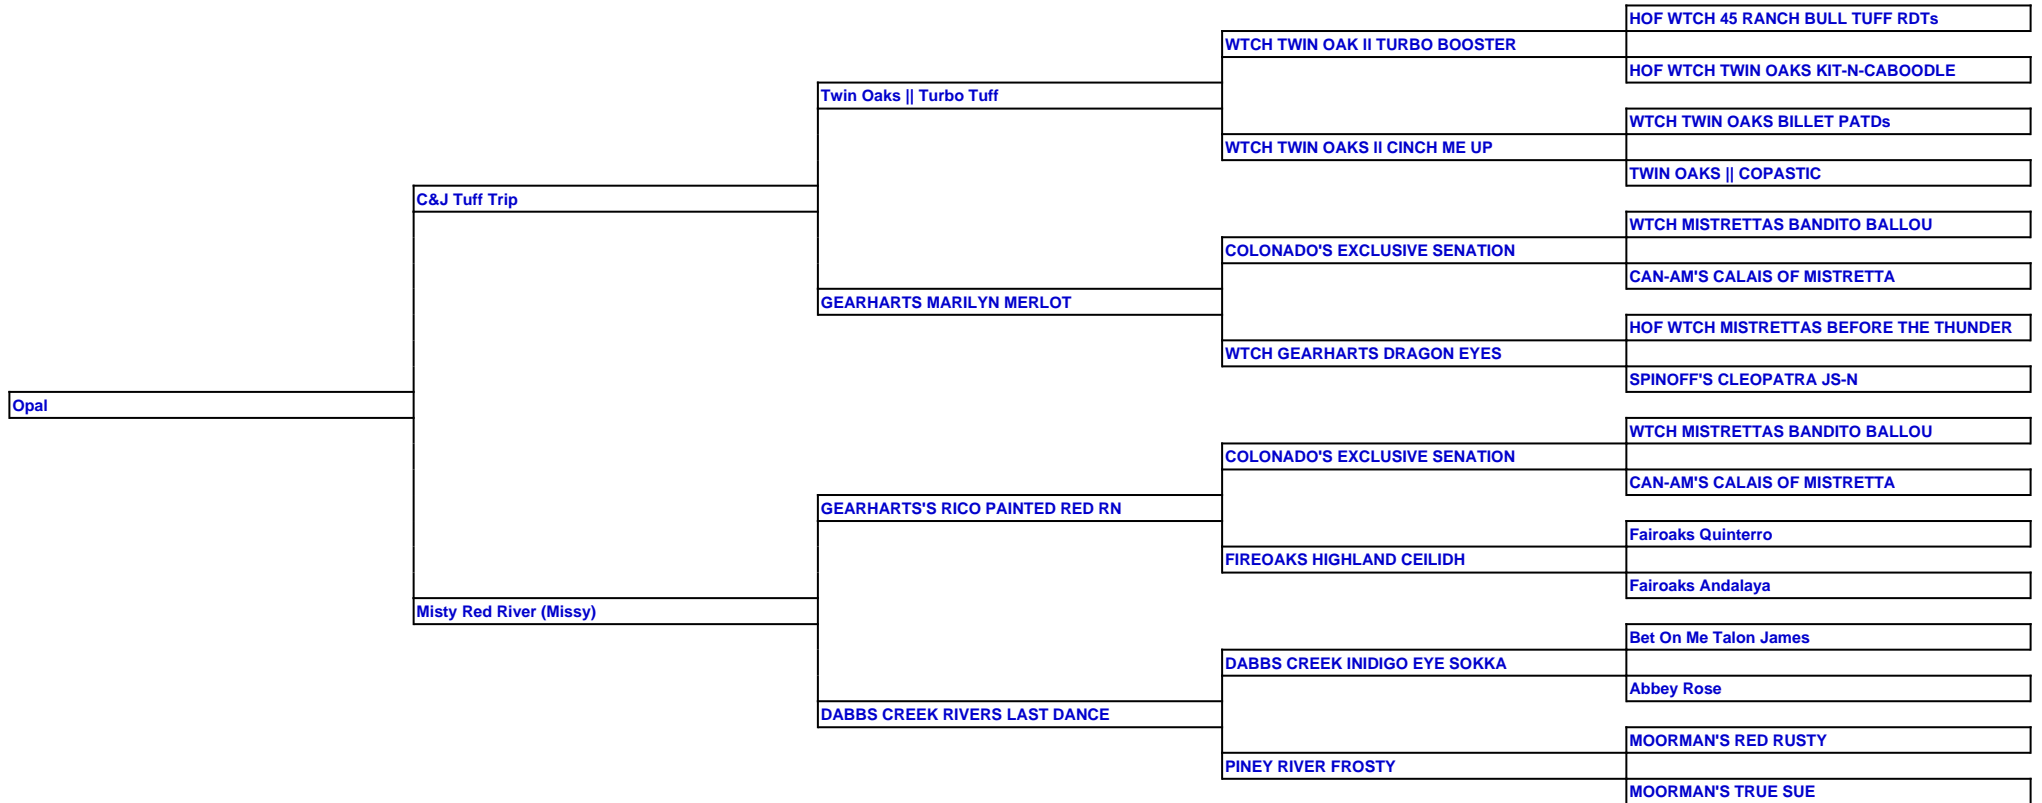 HOF WTCH 45 RANCH BULL TUFF RDTs
WTCH TWIN OAK II TURBO BOOSTER
HOF WTCH TWIN OAKS KIT-N-CABOODLE
Twin Oaks || Turbo Tuff
WTCH TWIN OAKS BILLET PATDs
WTCH TWIN OAKS II CINCH ME UP
TWIN OAKS || COPASTIC
C&J Tuff Trip
WTCH MISTRETTAS BANDITO BALLOU
COLONADO'S EXCLUSIVE SENATION
CAN-AM'S CALAIS OF MISTRETTA
GEARHARTS MARILYN MERLOT
HOF WTCH MISTRETTAS BEFORE THE THUNDER
WTCH GEARHARTS DRAGON EYES
SPINOFF'S CLEOPATRA JS-N
Opal
WTCH MISTRETTAS BANDITO BALLOU
COLONADO'S EXCLUSIVE SENATION
CAN-AM'S CALAIS OF MISTRETTA
GEARHARTS'S RICO PAINTED RED RN
Fairoaks Quinterro
FIREOAKS HIGHLAND CEILIDH
Fairoaks Andalaya
Misty Red River (Missy)
Bet On Me Talon James
DABBS CREEK INIDIGO EYE SOKKA
Abbey Rose
DABBS CREEK RIVERS LAST DANCE
MOORMAN'S RED RUSTY
PINEY RIVER FROSTY
MOORMAN'S TRUE SUE